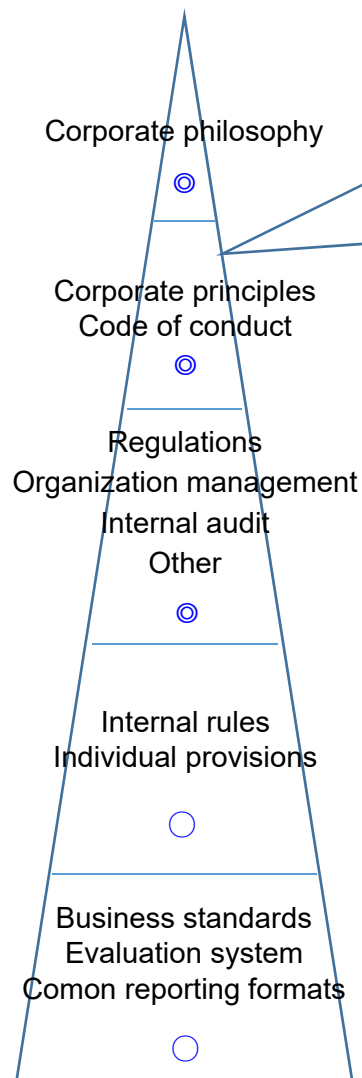 Corporate philosophy
◎
Corporate principles
Code of conduct
◎
Regulations
Organization management
Internal audit
Other
◎
Internal rules
Individual provisions
○
Business standards
Evaluation system
Comon reporting formats
○